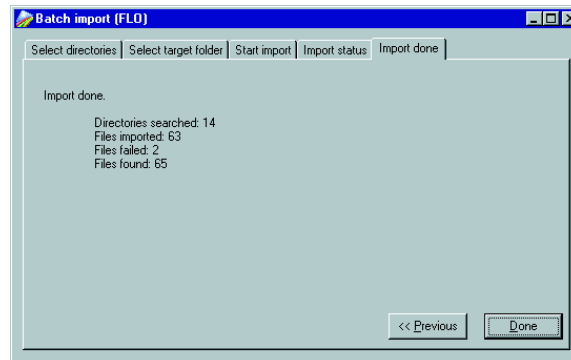 Batch import (FLO)
Select directories Select target folder Start import Import status Import done
Import done.
Directories searched: 14
Files imported: 63
Files failed: 2
Files found: 65
<< Previous Done